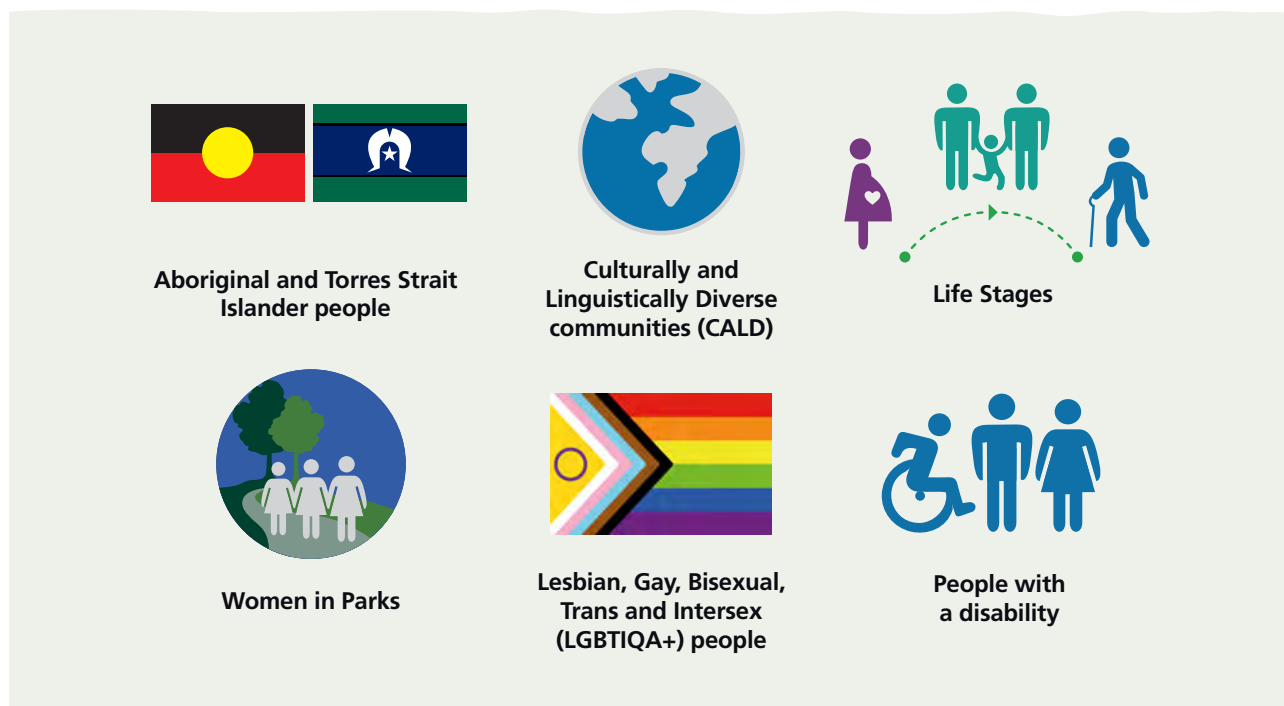 Aboriginal and Torres Strait
Islander people
Culturally and
Linguistically Diverse
communities (CALD)
Life Stages
Women in Parks
Lesbian, Gay, Bisexual,
Trans and Intersex
(LGBTIQA+) people
People with
a disability